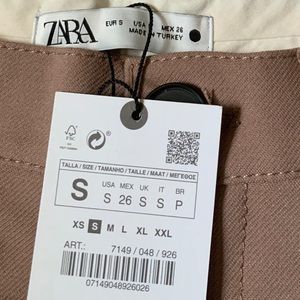 ZARA
EUR S USA S MEX 26
MADE IN TURKEY
FSC
TALLA / SIZE / TAMANHO / TAILLE / MAAT / ΜΕΓΕΘΟΣ
S
USA MEX UK IT BR
S 26 S S P
XS S M L XL XXL
ART.:
7149 / 048 / 926
07149048926026